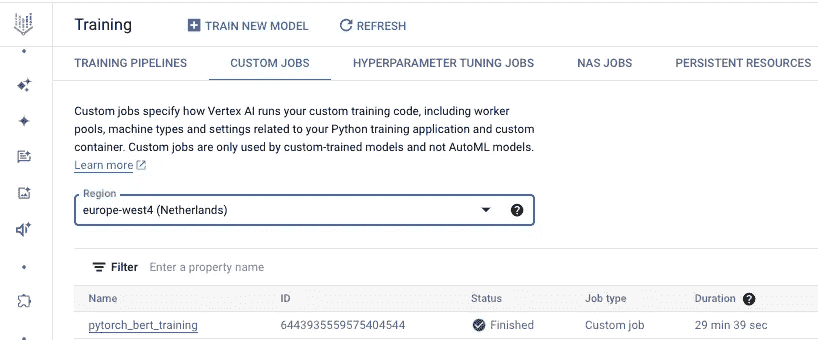 Training
TRAIN NEW MODEL
REFRESH
TRAINING PIPELINES
CUSTOM JOBS
HYPERPARAMETER TUNING JOBS
NAS JOBS
PERSISTENT RESOURCES
Custom jobs specify how Vertex AI runs your custom training code, including worker
pools, machine types and settings related to your Python training application and custom
container. Custom jobs are only used by custom-trained models and not AutoML models.
Learn more
Region
europe-west4 (Netherlands)
Filter Enter a property name
Name ID Status Job type Duration
pytorch_bert_training 6443935559575404544 Finished Custom job 29 min 39 sec